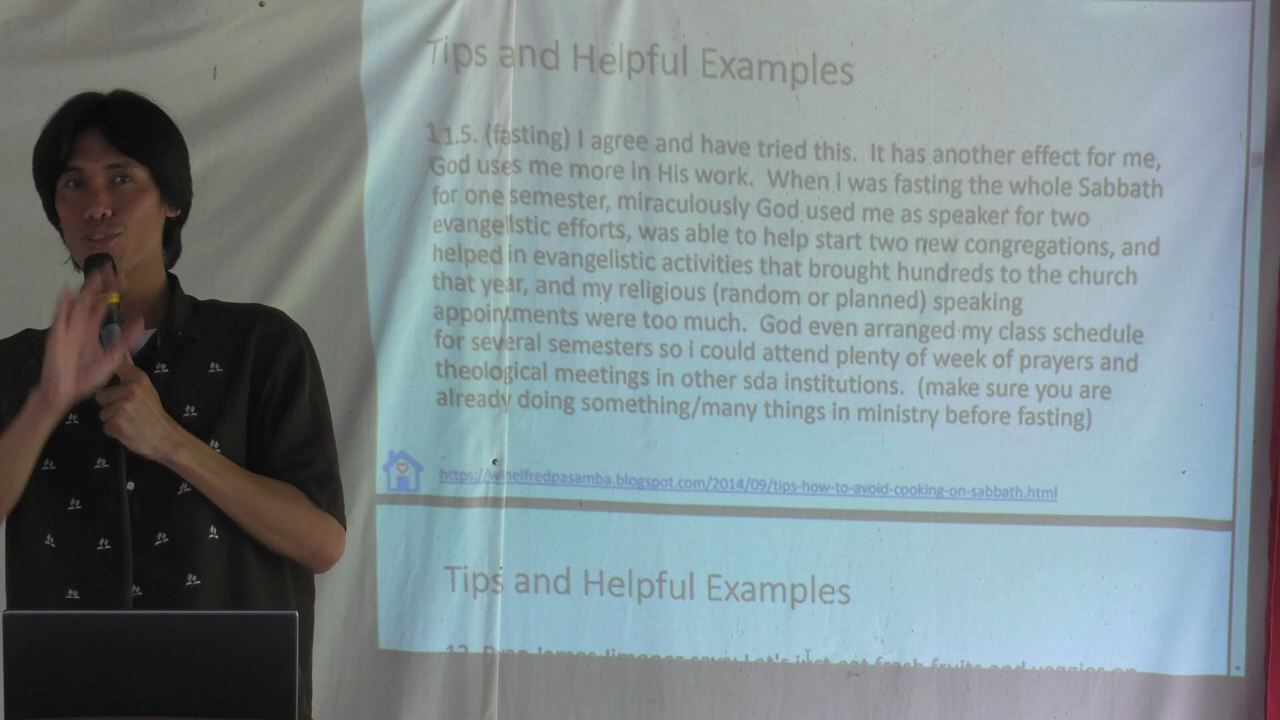 Tips and Helpful Examples
11.5. (fasting) I agree and have tried this. It has another effect for me,
God uses me more in His work. When i was fasting the whole Sabbath
for one semester, miraculously God used me as speaker for two
evangelistic efforts, was able to help start two new congregations, and
helped in evangelistic activities that brought hundreds to the church
that year, and my religious (random or planned) speaking
appointments were too much. God even arranged my class schedule
for several semesters so i could attend plenty of week of prayers and
theological meetings in other sda institutions. (make sure you are
already doing something/many things in ministry before fasting)
https://winelfredpasamba.blogspot.com/2014/09/tips-how-to-avoid-cooking-on-sabbath.html
Tips and Helpful Examples